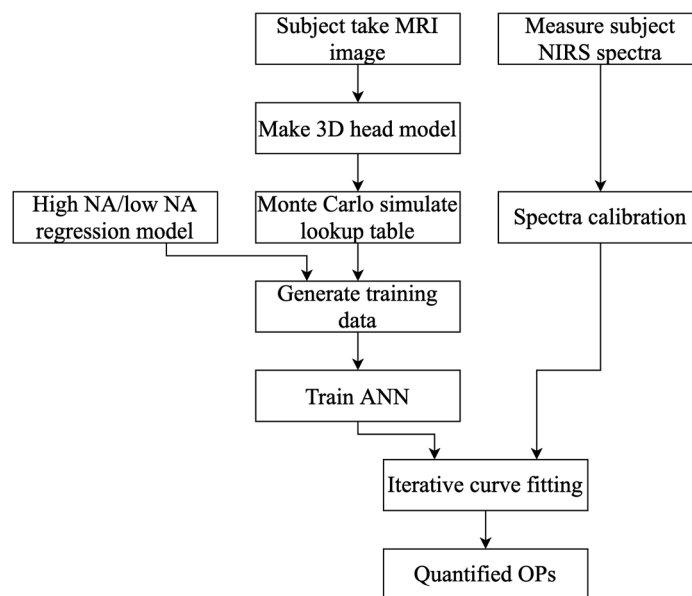 Subject take MRI
image
Measure subject
NIRS spectra
Make 3D head model
High NA/low NA
regression model
Monte Carlo simulate
lookup table
Spectra calibration
Generate training
data
Train ANN
Iterative curve fitting
Quantified OPs